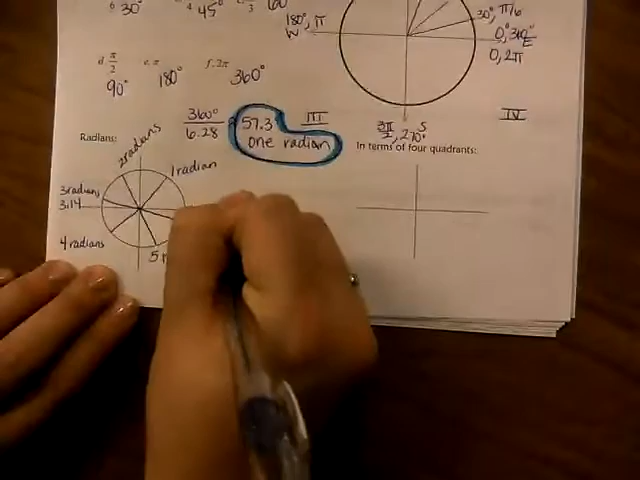 30°
45°
180°, π
W
30°, π/6
0°, 360°
E
0, 2π
d. π/2
e. π
f. 2π
90°
180°
360°
360°
6.28
57.3
one radian
III
IV
3π/2, 270°
S
Radians:
In terms of four quadrants:
2 radians
1 radian
3 radians
3.14
4 radians
5